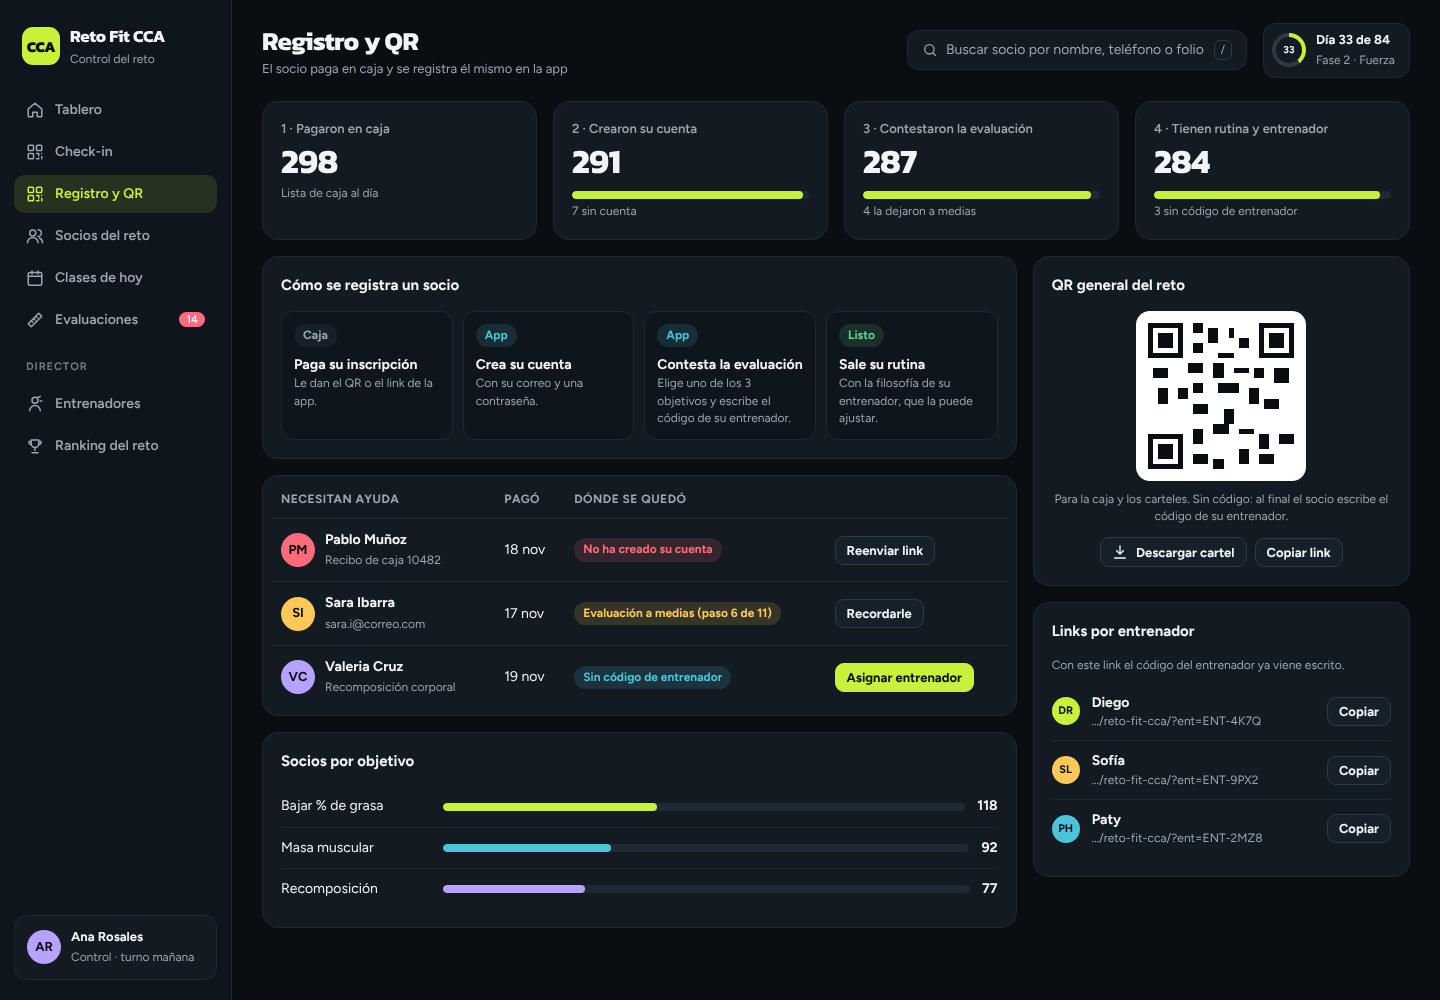 CCA
Reto Fit CCA
Control del reto
Tablero
Check-in
Registro y QR
Socios del reto
Clases de hoy
Evaluaciones 14
DIRECTOR
Entrenadores
Ranking del reto
AR
Ana Rosales
Control · turno mañana
Registro y QR
El socio paga en caja y se registra él mismo en la app
Buscar socio por nombre, teléfono o folio /
33
Día 33 de 84
Fase 2 · Fuerza
1 · Pagaron en caja
298
Lista de caja al día
2 · Crearon su cuenta
291
7 sin cuenta
3 · Contestaron la evaluación
287
4 la dejaron a medias
4 · Tienen rutina y entrenador
284
3 sin código de entrenador
Cómo se registra un socio
Caja
Paga su inscripción
Le dan el QR o el link de la
app.
App
Crea su cuenta
Con su correo y una
contraseña.
App
Contesta la evaluación
Elige uno de los 3
objetivos y escribe el
código de su entrenador.
Listo
Sale su rutina
Con la filosofía de su
entrenador, que la puede
ajustar.
NECESITAN AYUDA PAGÓ DÓNDE SE QUEDÓ
PM Pablo Muñoz 18 nov No ha creado su cuenta Reenviar link
Recibo de caja 10482
SI Sara Ibarra 17 nov Evaluación a medias (paso 6 de 11) Recordarle
sara.i@correo.com
VC Valeria Cruz 19 nov Sin código de entrenador Asignar entrenador
Recomposición corporal
Socios por objetivo
Bajar % de grasa 118
Masa muscular 92
Recomposición 77
QR general del reto
Para la caja y los carteles. Sin código: al final el socio escribe el
código de su entrenador.
Descargar cartel Copiar link
Links por entrenador
Con este link el código del entrenador ya viene escrito.
DR Diego Copiar
…/reto-fit-cca/?ent=ENT-4K7Q
SL Sofía Copiar
…/reto-fit-cca/?ent=ENT-9PX2
PH Paty Copiar
…/reto-fit-cca/?ent=ENT-2MZ8